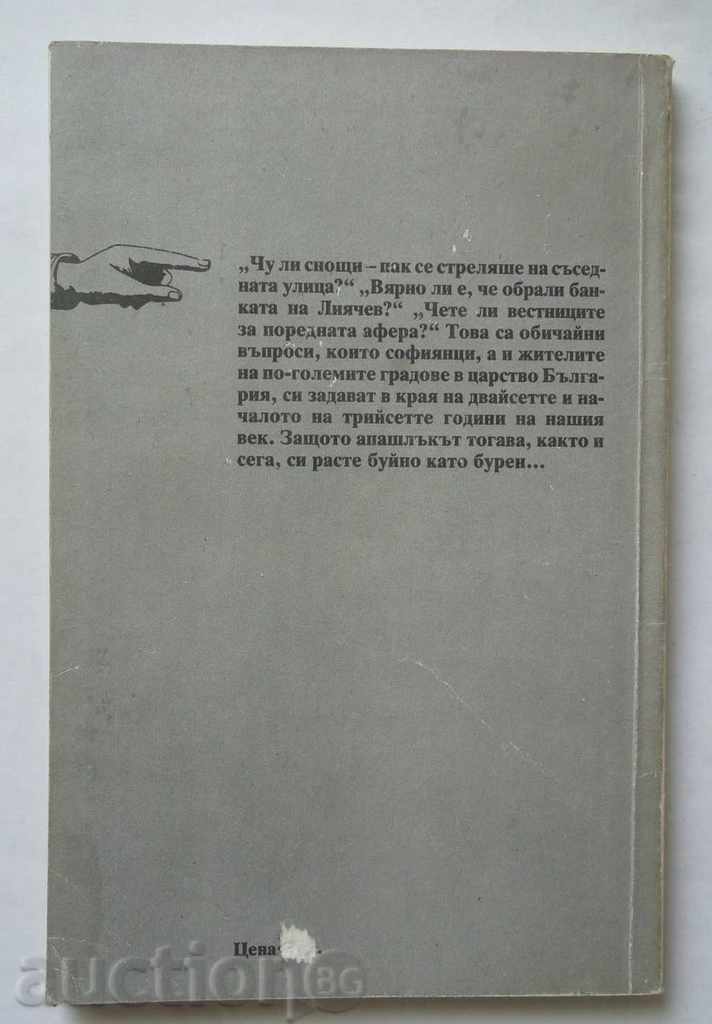 „Чу ли снощи – пак се стреляше на съсед-
ната улица?“ „Вярно ли е, че обрали бан-
ката на Лиячев?“ „Чете ли вестниците
за поредната афера?“ Това са обичайни
въпроси, които софиянци, а и жителите
на по-големите градове в царство Бълга-
рия, си задават в края на двайсетте и на-
чалото на трийсетте години на нашия
век. Защото апашлъкът тогава, както и
сега, си расте буйно като бурен...
Цена
auctionBG